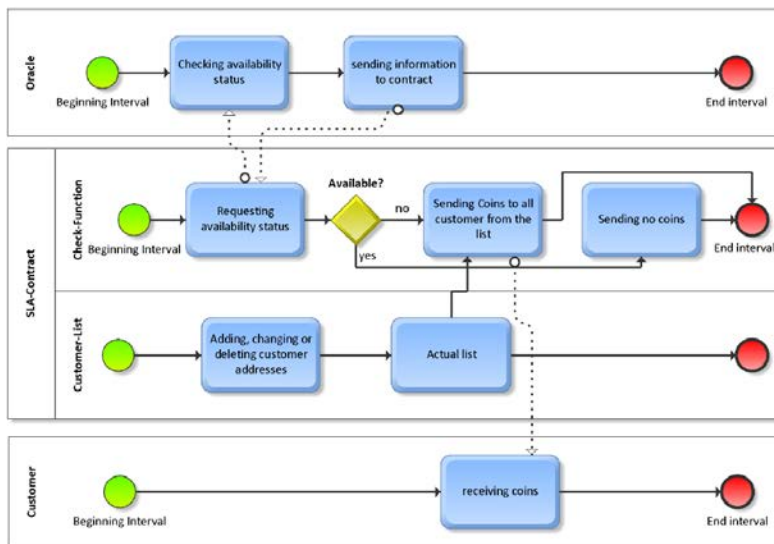 Oracle
Beginning Interval
Checking availability
status
sending information
to contract
End interval
SLA-Contract
Check-Function
Beginning Interval
Requesting
availability status
Available?
no
yes
Sending Coins to all
customer from the
list
Sending no coins
End interval
Customer-List
Adding, changing or
deleting customer
addresses
Actual list
Customer
Beginning Interval
receiving coins
End interval